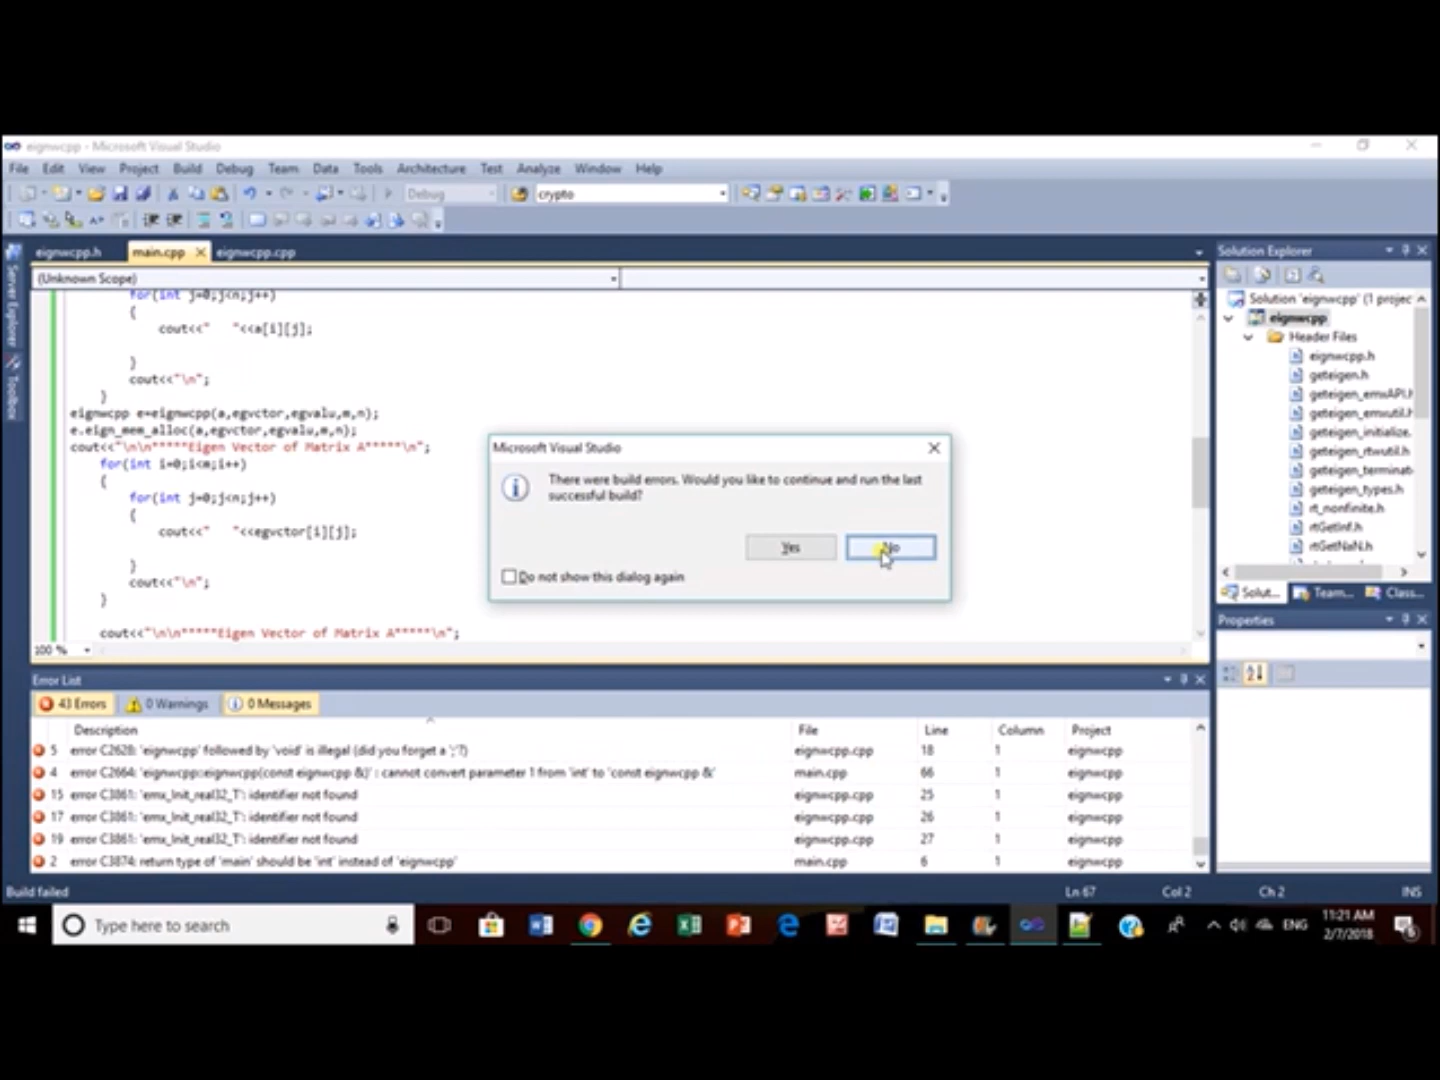 eignwcpp - Microsoft Visual Studio
File Edit View Project Build Debug Team Data Tools Architecture Test Analyze Window Help
Debug crypto
eignwcpp.h main.cpp eignwcpp.cpp
(Unknown Scope)
for(int j=0;j<n;j++)
{
cout<<"   "<<a[i][j];
}
cout<<"\n";
}
eignwcpp e=eignwcpp(a,egvctor,egvalu,m,n);
e.eign_mem_alloc(a,egvctor,egvalu,m,n);
cout<<"\n\n*****Eigen Vector of Matrix A*****\n";
for(int i=0;i<m;i++)
{
for(int j=0;j<n;j++)
{
cout<<"   "<<egvctor[i][j];
}
cout<<"\n";
}
cout<<"\n\n*****Eigen Vector of Matrix A*****\n";
100 %
Server Explorer
Toolbox
Microsoft Visual Studio
There were build errors. Would you like to continue and run the last
successful build?
Yes No
Do not show this dialog again
Solution Explorer
Solution 'eignwcpp' (1 projec
eignwcpp
Header Files
eignwcpp.h
geteigen.h
geteigen_emxAPI.h
geteigen_emxutil.h
geteigen_initialize.
geteigen_rtwutil.h
geteigen_terminat
geteigen_types.h
rt_nonfinite.h
rtGetInf.h
rtGetNaN.h
Solut... Team... Class...
Properties
Error List
43 Errors 0 Warnings 0 Messages
Description File Line Column Project
5 error C2628: 'eignwcpp' followed by 'void' is illegal (did you forget a ';'?) eignwcpp.cpp 18 1 eignwcpp
4 error C2664: 'eignwcpp::eignwcpp(const eignwcpp &)' : cannot convert parameter 1 from 'int' to 'const eignwcpp &' main.cpp 66 1 eignwcpp
15 error C3861: 'emx_Init_real32_T': identifier not found eignwcpp.cpp 25 1 eignwcpp
17 error C3861: 'emx_Init_real32_T': identifier not found eignwcpp.cpp 26 1 eignwcpp
19 error C3861: 'emx_Init_real32_T': identifier not found eignwcpp.cpp 27 1 eignwcpp
2 error C3874: return type of 'main' should be 'int' instead of 'eignwcpp' main.cpp 6 1 eignwcpp
Build failed Ln 67 Col 2 Ch 2 INS
Type here to search ENG 11:21 AM
2/7/2018